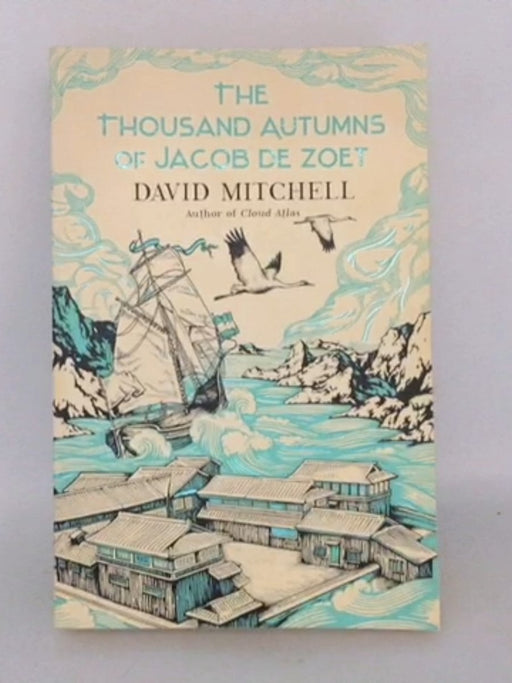 THE
THOUSAND AUTUMNS
OF JACOB DE ZOET
DAVID MITCHELL
Author of Cloud Atlas